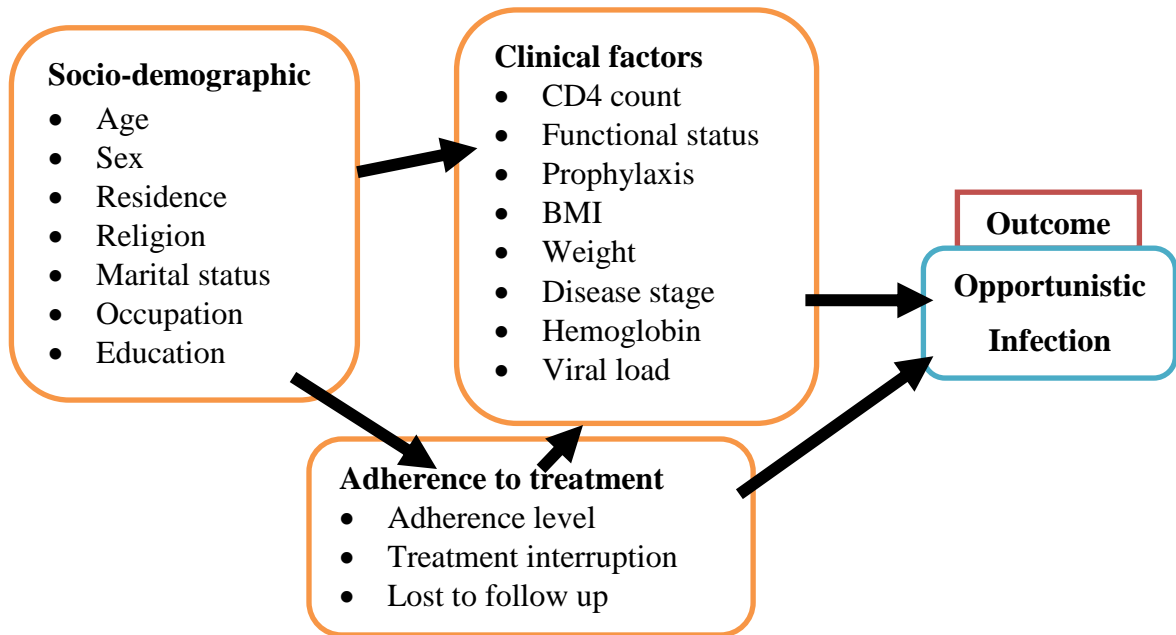 Socio-demographic
• Age
• Sex
• Residence
• Religion
• Marital status
• Occupation
• Education
Clinical factors
• CD4 count
• Functional status
• Prophylaxis
• BMI
• Weight
• Disease stage
• Hemoglobin
• Viral load
Adherence to treatment
• Adherence level
• Treatment interruption
• Lost to follow up
Outcome
Opportunistic
Infection